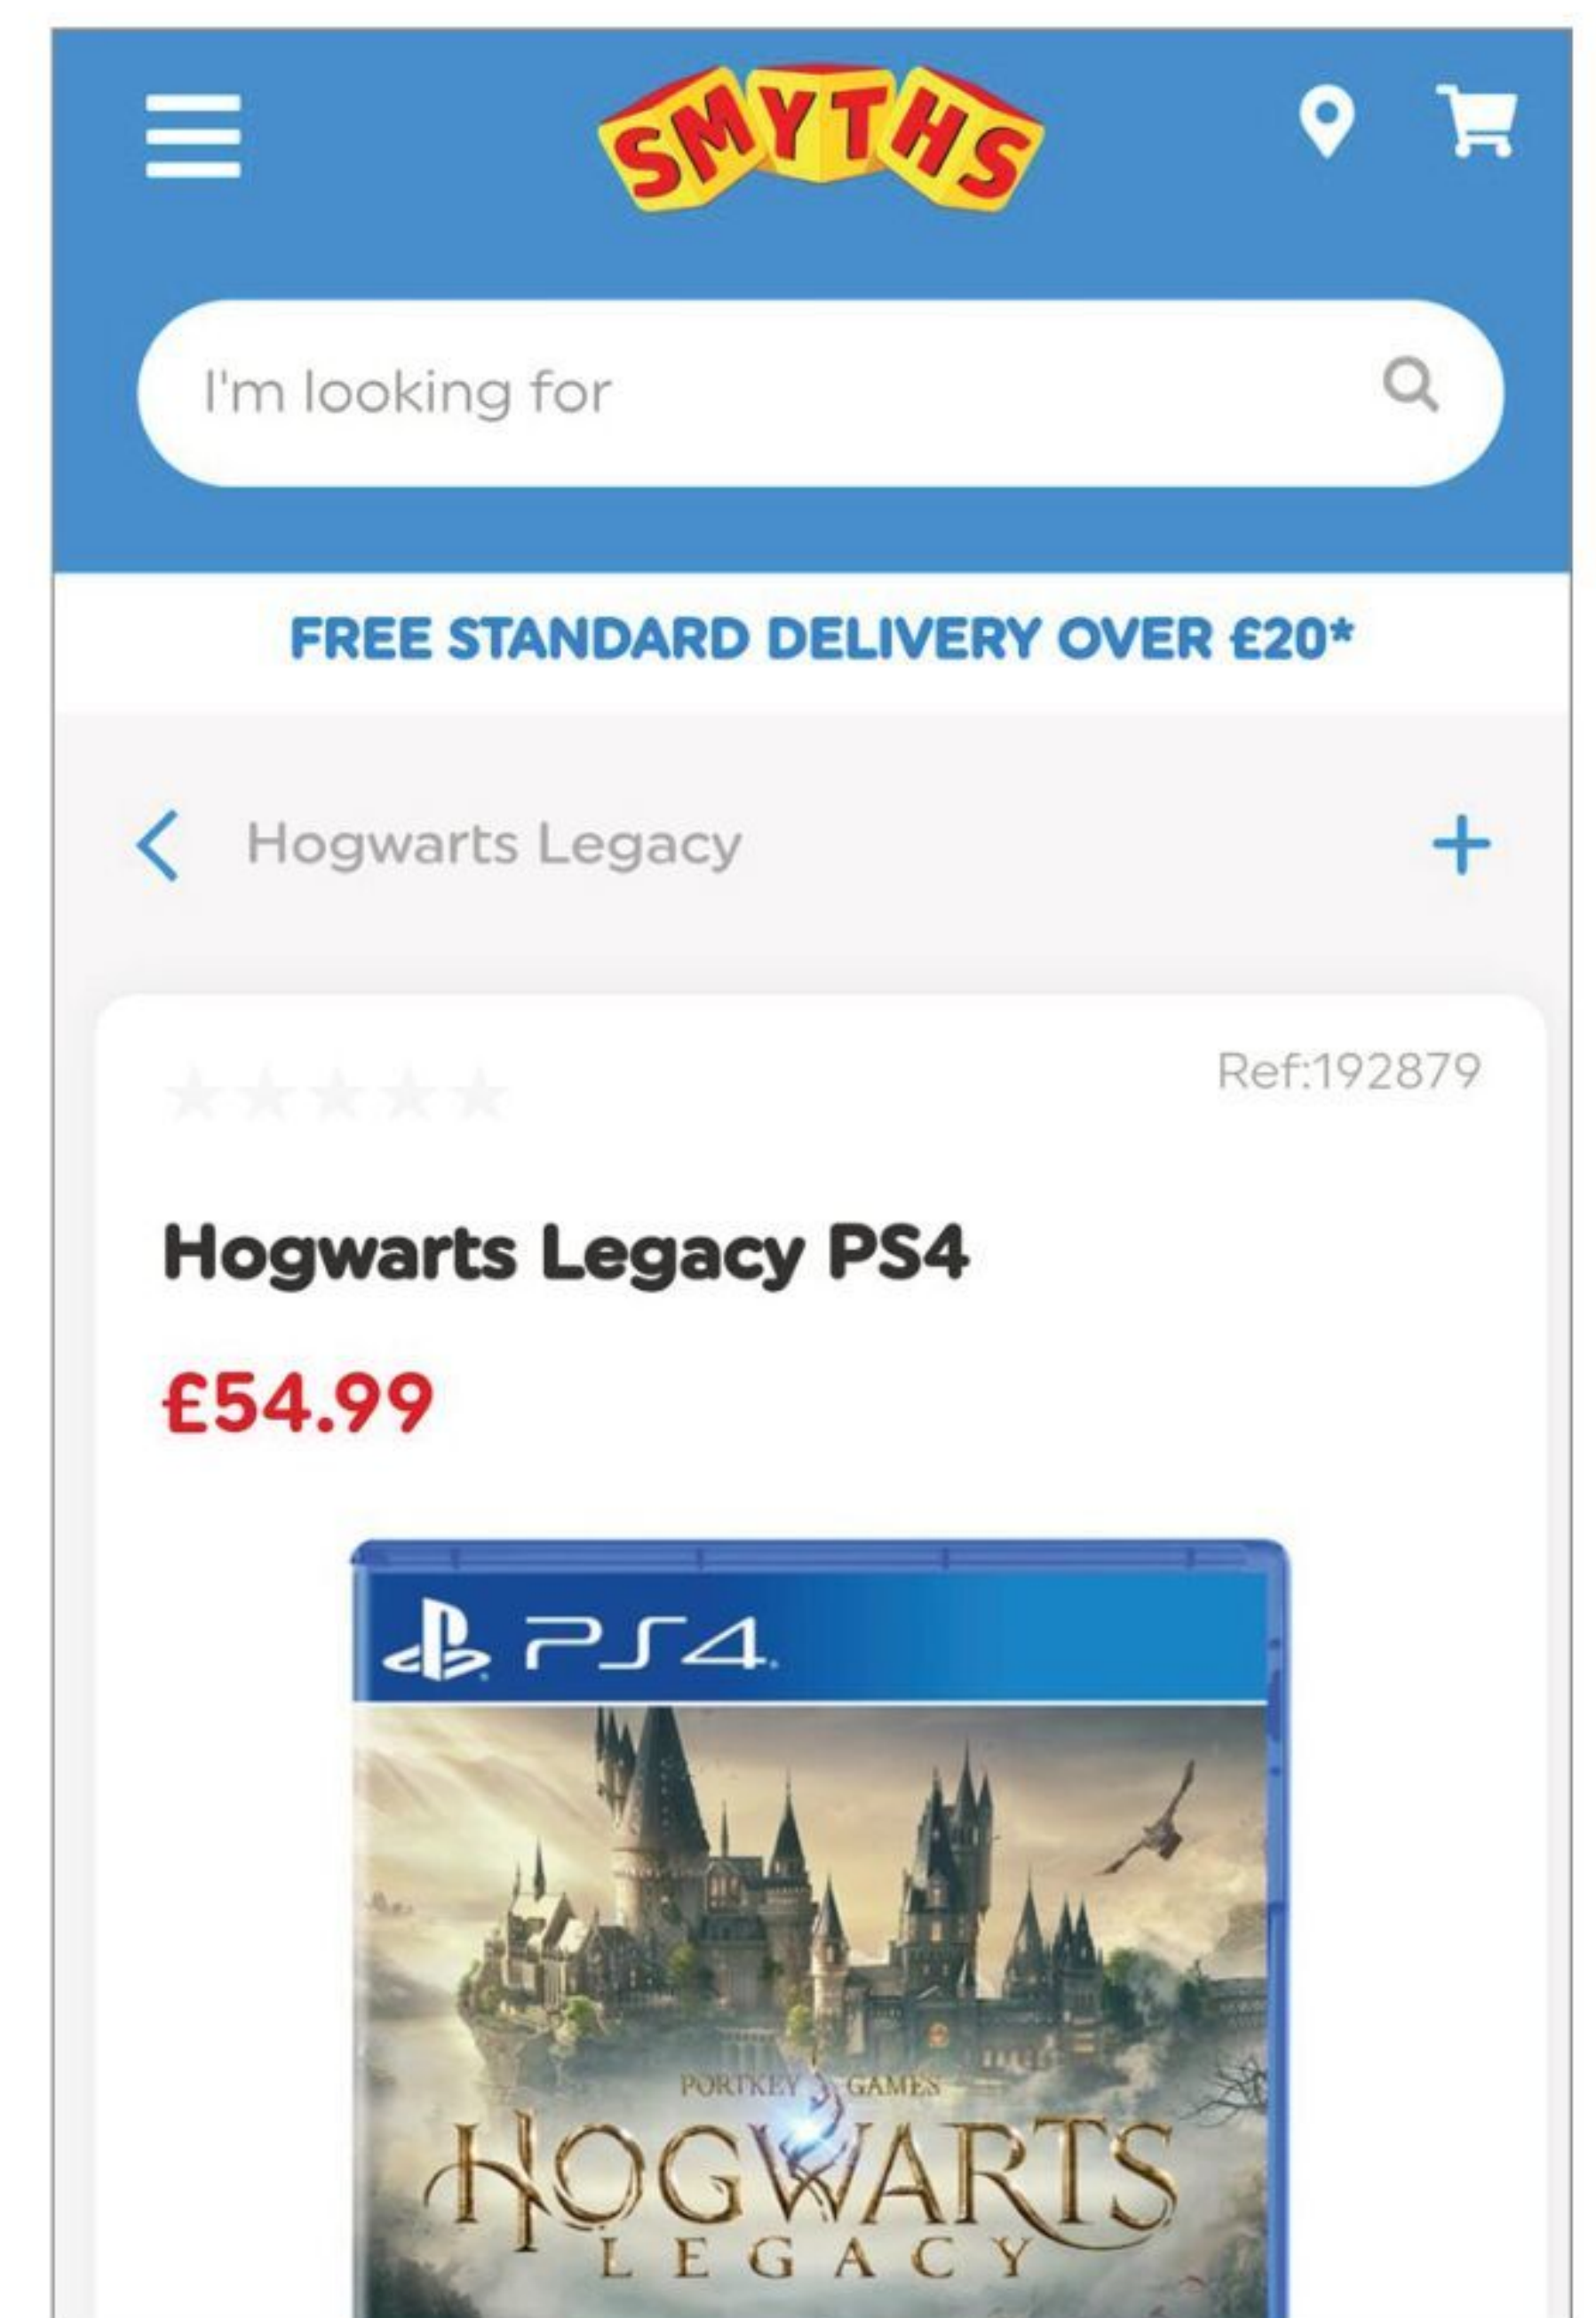 SMYTHS
I'm looking for
FREE STANDARD DELIVERY OVER £20*
Hogwarts Legacy
Ref:192879
Hogwarts Legacy PS4
£54.99
PS4
PORTKEY GAMES
HOGWARTS
LEGACY